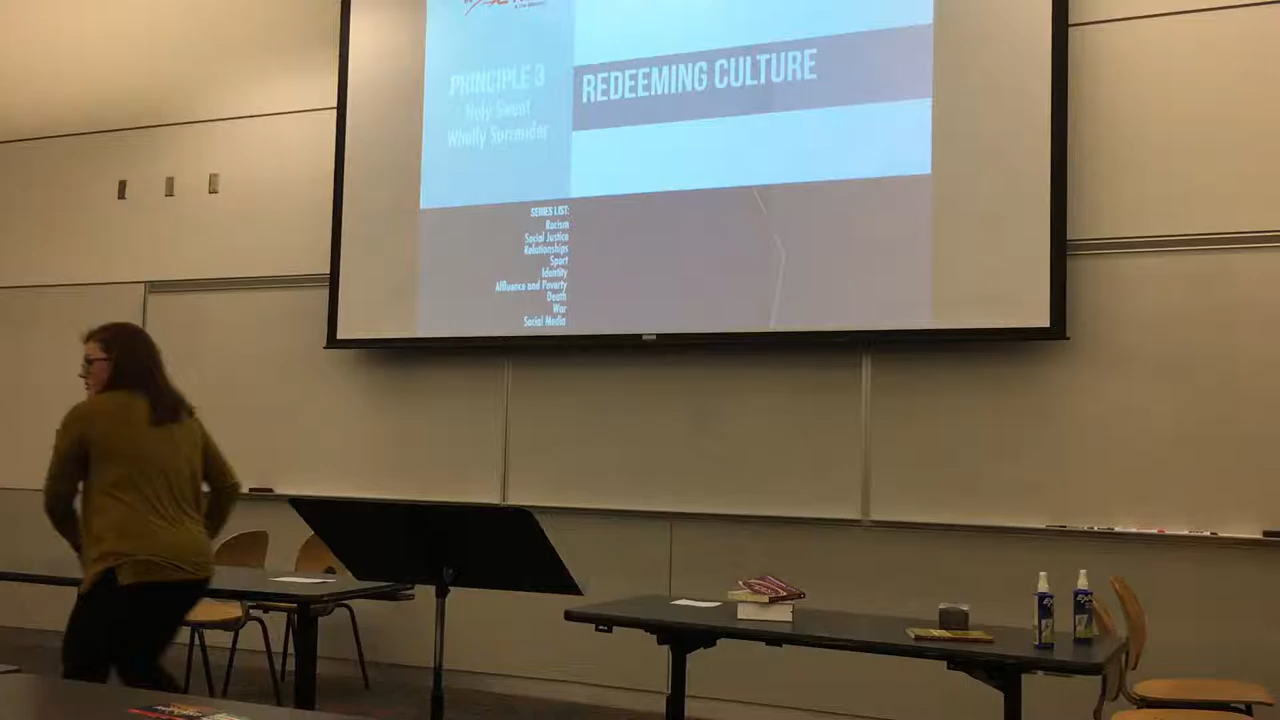 PRINCIPLE 3
Holy Sweat
Wholly Surrender
REDEEMING CULTURE
SERIES LIST:
Racism
Social Justice
Relationships
Sport
Identity
Affluence and Poverty
Death
War
Social Media